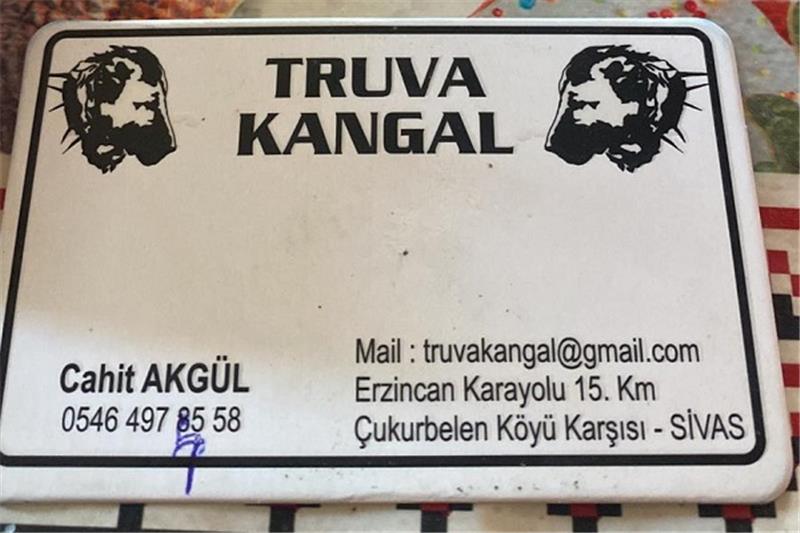 TRUVA
KANGAL
Cahit AKGÜL
0546 497 85 58
Mail : truvakangal@gmail.com
Erzincan Karayolu 15. Km
Çukurbelen Köyü Karşısı - SİVAS